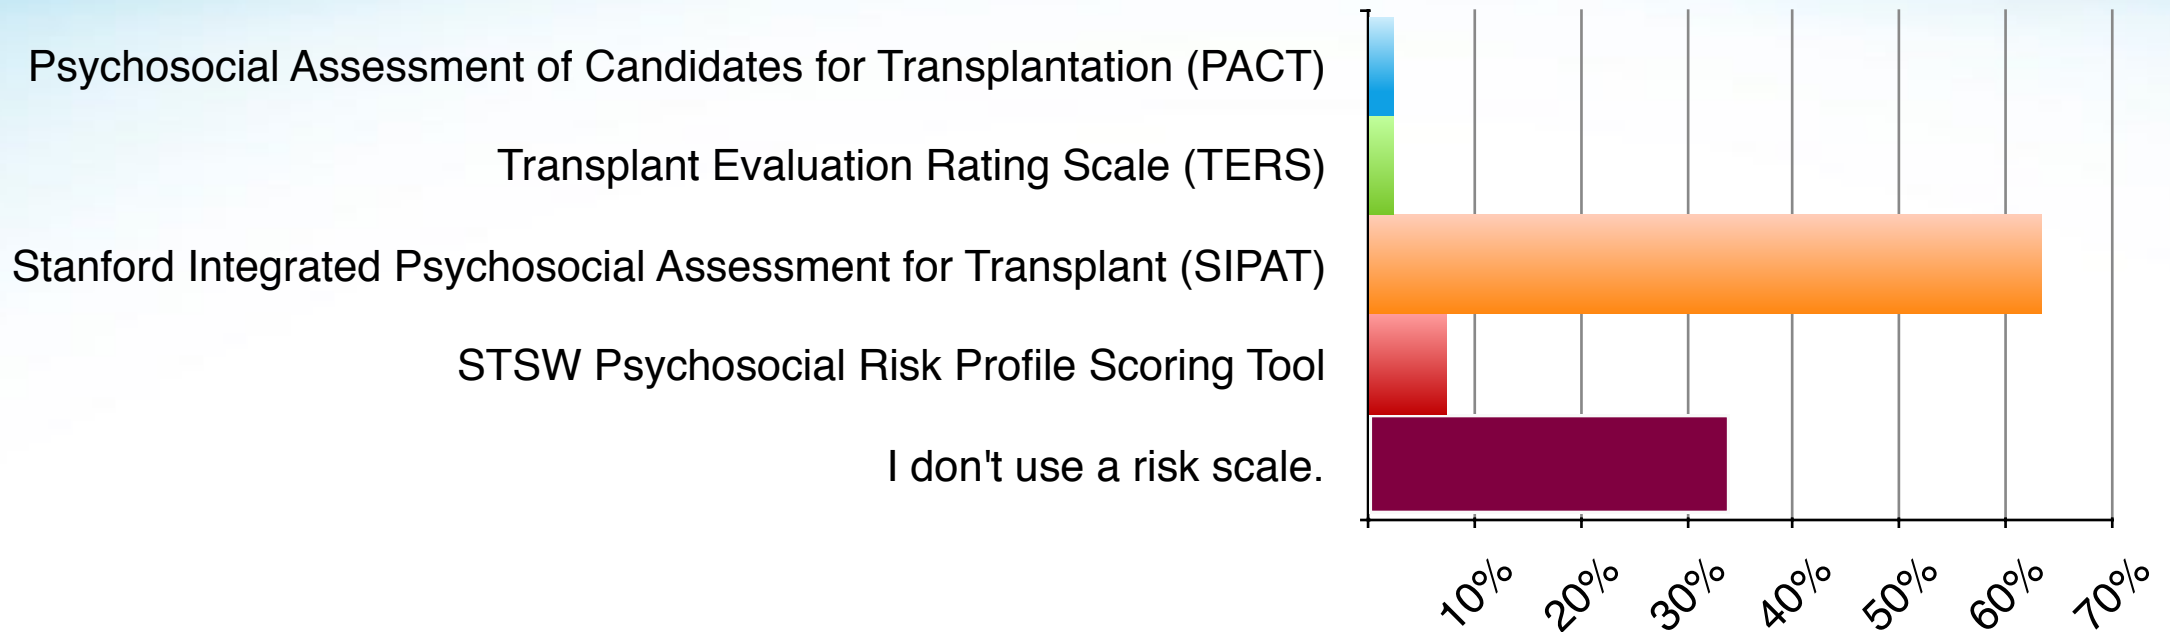 Psychosocial Assessment of Candidates for Transplantation (PACT)
Transplant Evaluation Rating Scale (TERS)
Stanford Integrated Psychosocial Assessment for Transplant (SIPAT)
STSW Psychosocial Risk Profile Scoring Tool
I don't use a risk scale.
10% 20% 30% 40% 50% 60% 70%